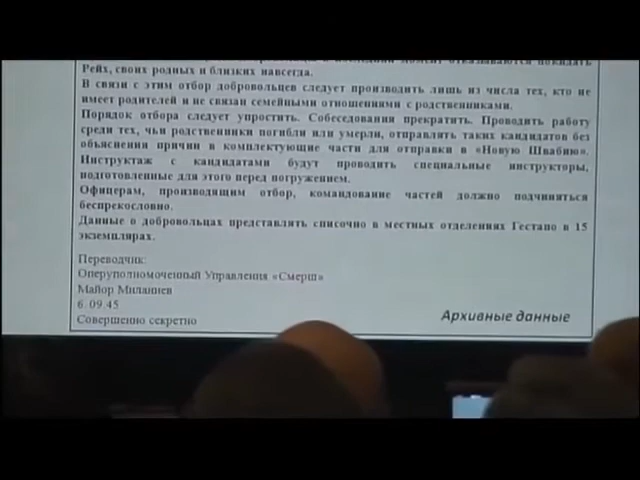 момент отказываются покидать
Рейх, своих родных и близких навсегда.
В связи с этим отбор добровольцев следует производить лишь из числа тех, кто не
имеет родителей и не связан семейными отношениями с родственниками.
Порядок отбора следует упростить. Собеседования прекратить. Проводить работу
среди тех, чьи родственники погибли или умерли, отправлять таких кандидатов без
объяснения причин в комплектующие части для отправки в «Новую Швабию».
Инструктаж с кандидатами будут проводить специальные инструкторы,
подготовленные для этого перед погружением.
Офицерам, производящим отбор, командование частей должно подчиняться
беспрекословно.
Данные о добровольцах представлять списочно в местных отделениях Гестапо в 15
экземплярах.
Переводчик:
Оперуполномоченный Управления «Смерш»
Майор
6. 09.45
Совершенно секретно
Архивные данные